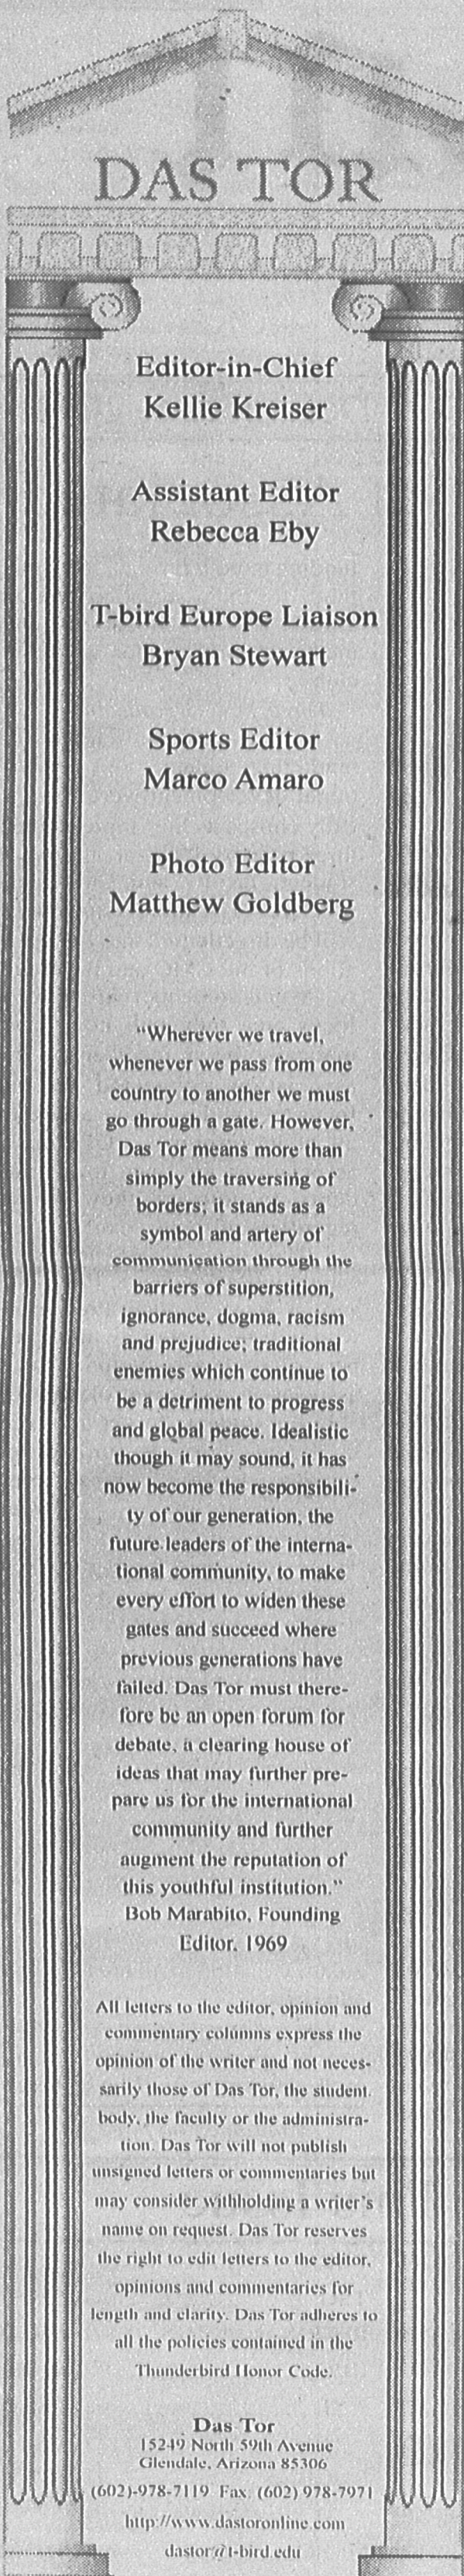 DAS TOR
Editor-in-Chief
Kellie Kreiser
Assistant Editor
Rebecca Eby
T-bird Europe Liaison
Bryan Stewart
Sports Editor
Marco Amaro
Photo Editor
Matthew Goldberg
"Wherever we travel,
whenever we pass from one
country to another we must
go through a gate. However,
Das Tor means more than
simply the traversing of
borders; it stands as a
symbol and artery of
communication through the
barriers of superstition,
ignorance, dogma, racism
and prejudice; traditional
enemies which continue to
be a detriment to progress
and global peace. Idealistic
though it may sound, it has
now become the responsibili-
ty of our generation, the
future leaders of the interna-
tional community, to make
every effort to widen these
gates and succeed where
previous generations have
failed. Das Tor must there-
fore be an open forum for
debate, a clearing house of
ideas that may further pre-
pare us for the international
community and further
augment the reputation of
this youthful institution."
Bob Marabito, Founding
Editor. 1969
All letters to the editor, opinion and
commentary columns express the
opinion of the writer and not neces-
sarily those of Das Tor, the student
body, the faculty or the administra-
tion. Das Tor will not publish
unsigned letters or commentaries but
may consider withholding a writer's
name on request. Das Tor reserves
the right to edit letters to the editor,
opinions and commentaries for
length and clarity. Das Tor adheres to
all the policies contained in the
Thunderbird Honor Code.
Das Tor
15249 North 59th Avenue
Glendale, Arizona 85306
(602)-978-7119 Fax (602) 978-7971
http://www.dastoronline.com
dastor@t-bird.edu